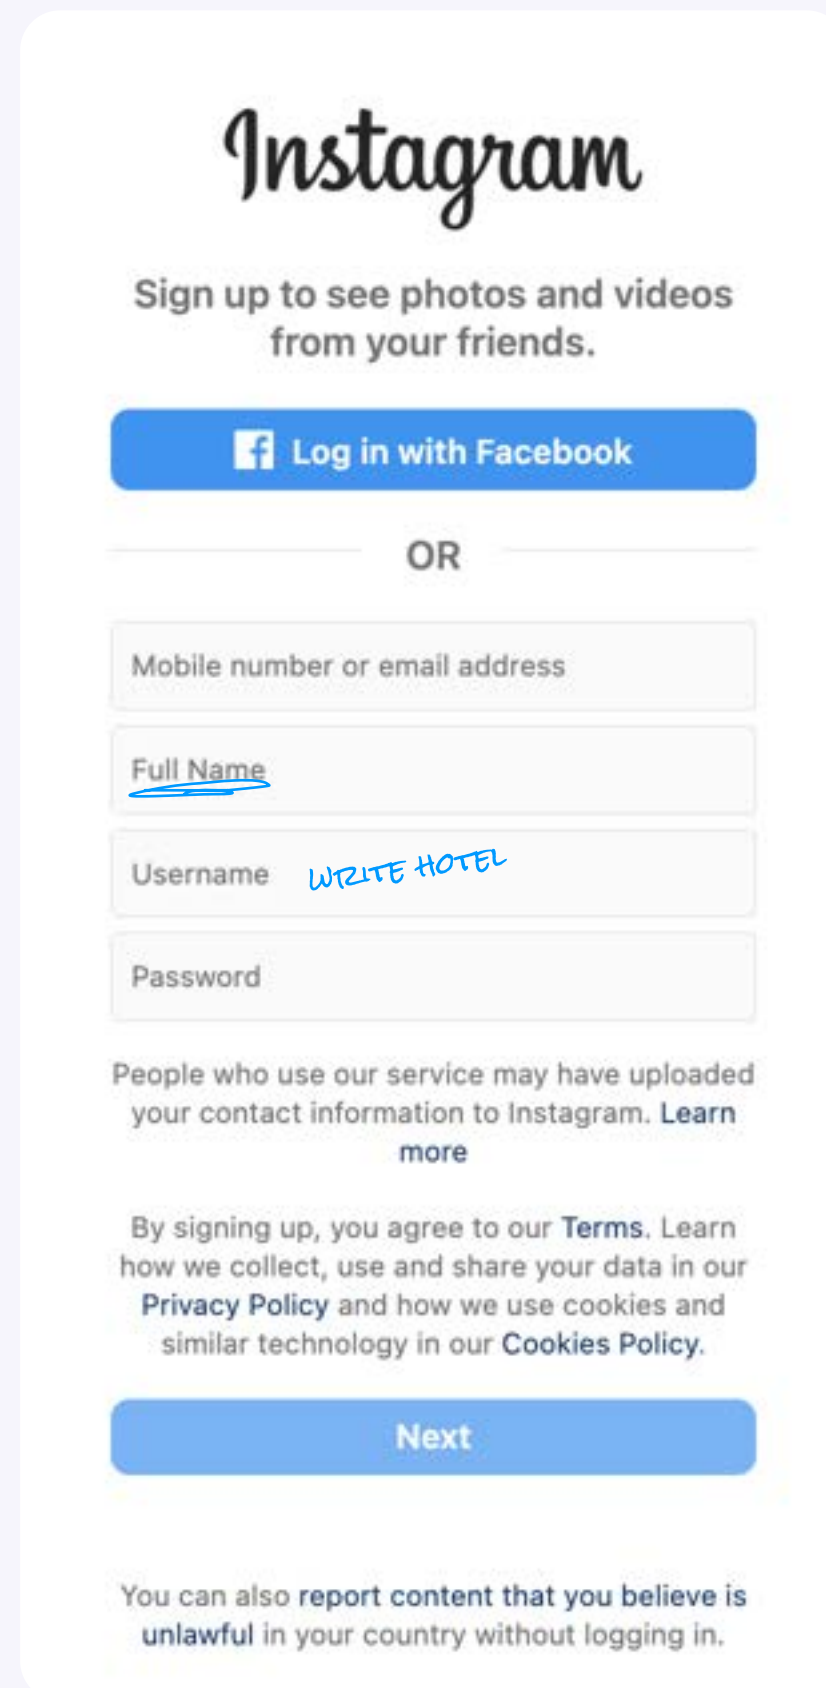 Instagram
Sign up to see photos and videos
from your friends.
Log in with Facebook
OR
Mobile number or email address
Full Name
Username WRITE HOTEL
Password
People who use our service may have uploaded
your contact information to Instagram. Learn
more
By signing up, you agree to our Terms. Learn
how we collect, use and share your data in our
Privacy Policy and how we use cookies and
similar technology in our Cookies Policy.
Next
You can also report content that you believe is
unlawful in your country without logging in.